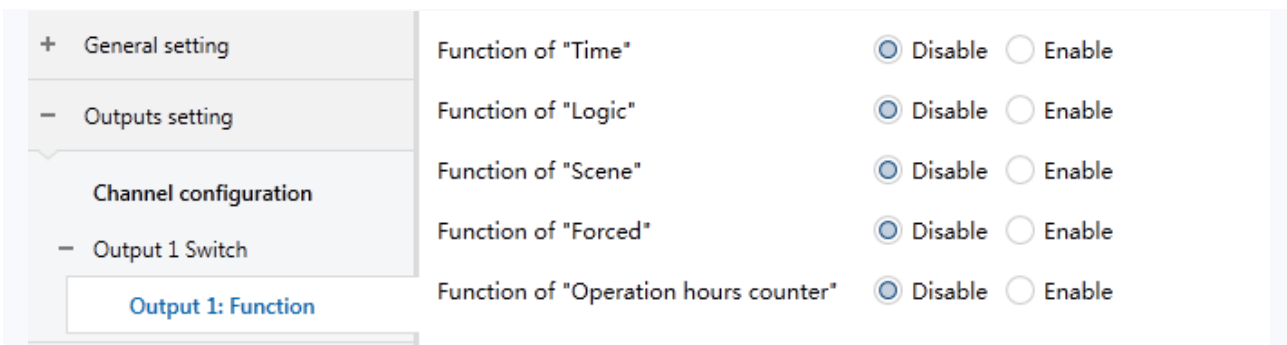 + General setting
− Outputs setting
Channel configuration
− Output 1 Switch
Output 1: Function
Function of "Time" Disable Enable
Function of "Logic" Disable Enable
Function of "Scene" Disable Enable
Function of "Forced" Disable Enable
Function of "Operation hours counter" Disable Enable